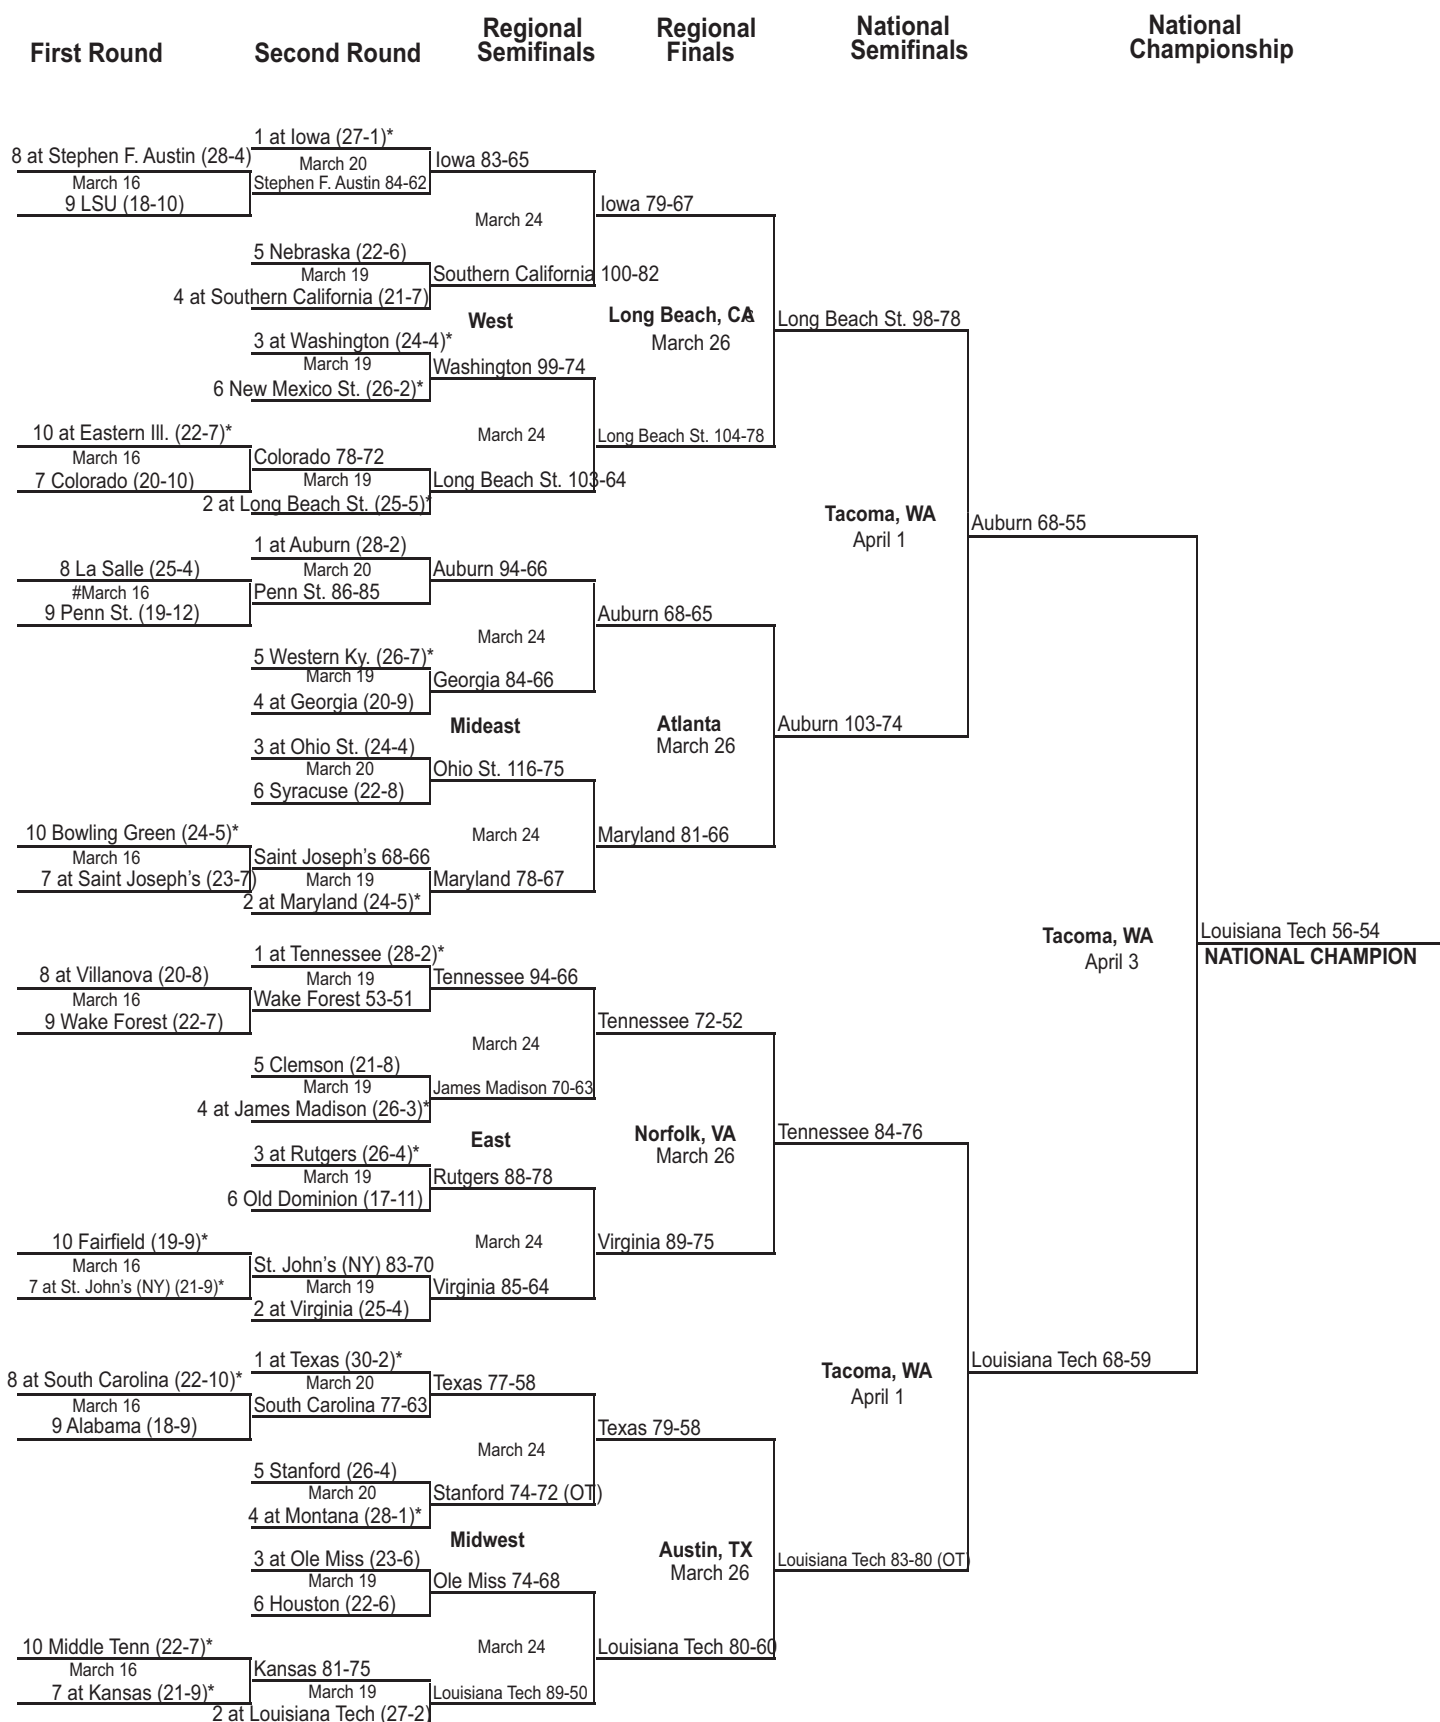 First Round
Second Round
Regional
Semifinals
Regional
Finals
National
Semifinals
National
Championship
1 at Iowa (27-1)*
8 at Stephen F. Austin (28-4)
March 20
Iowa 83-65
March 16
Stephen F. Austin 84-62
9 LSU (18-10)
March 24
Iowa 79-67
5 Nebraska (22-6)
March 19
Southern California 100-82
4 at Southern California (21-7)
West
Long Beach, CA
March 26
Long Beach St. 98-78
3 at Washington (24-4)*
March 19
Washington 99-74
6 New Mexico St. (26-2)*
10 at Eastern Ill. (22-7)*
March 24
Long Beach St. 104-78
March 16
Colorado 78-72
7 Colorado (20-10)
March 19
Long Beach St. 103-64
2 at Long Beach St. (25-5)*
Tacoma, WA
April 1
Auburn 68-55
1 at Auburn (28-2)
8 La Salle (25-4)
March 20
Auburn 94-66
#March 16
Penn St. 86-85
9 Penn St. (19-12)
March 24
Auburn 68-65
5 Western Ky. (26-7)*
March 19
Georgia 84-66
4 at Georgia (20-9)
Mideast
Atlanta
March 26
Auburn 103-74
3 at Ohio St. (24-4)
March 20
Ohio St. 116-75
6 Syracuse (22-8)
10 Bowling Green (24-5)*
March 24
Maryland 81-66
March 16
Saint Joseph's 68-66
7 at Saint Joseph's (23-7)
March 19
Maryland 78-67
2 at Maryland (24-5)*
Tacoma, WA
April 3
Louisiana Tech 56-54
NATIONAL CHAMPION
1 at Tennessee (28-2)*
8 at Villanova (20-8)
March 19
Tennessee 94-66
March 16
Wake Forest 53-51
9 Wake Forest (22-7)
Tennessee 72-52
March 24
5 Clemson (21-8)
March 19
James Madison 70-63
4 at James Madison (26-3)*
East
Norfolk, VA
March 26
Tennessee 84-76
3 at Rutgers (26-4)*
March 19
Rutgers 88-78
6 Old Dominion (17-11)
10 Fairfield (19-9)*
March 24
Virginia 89-75
March 16
St. John's (NY) 83-70
7 at St. John's (NY) (21-9)*
March 19
Virginia 85-64
2 at Virginia (25-4)
Tacoma, WA
April 1
Louisiana Tech 68-59
1 at Texas (30-2)*
8 at South Carolina (22-10)*
March 20
Texas 77-58
March 16
South Carolina 77-63
9 Alabama (18-9)
Texas 79-58
March 24
5 Stanford (26-4)
March 20
Stanford 74-72 (OT)
4 at Montana (28-1)*
Midwest
Austin, TX
March 26
Louisiana Tech 83-80 (OT)
3 at Ole Miss (23-6)
March 19
Ole Miss 74-68
6 Houston (22-6)
10 Middle Tenn (22-7)*
March 24
Louisiana Tech 80-60
March 16
Kansas 81-75
7 at Kansas (21-9)*
March 19
Louisiana Tech 89-50
2 at Louisiana Tech (27-2)